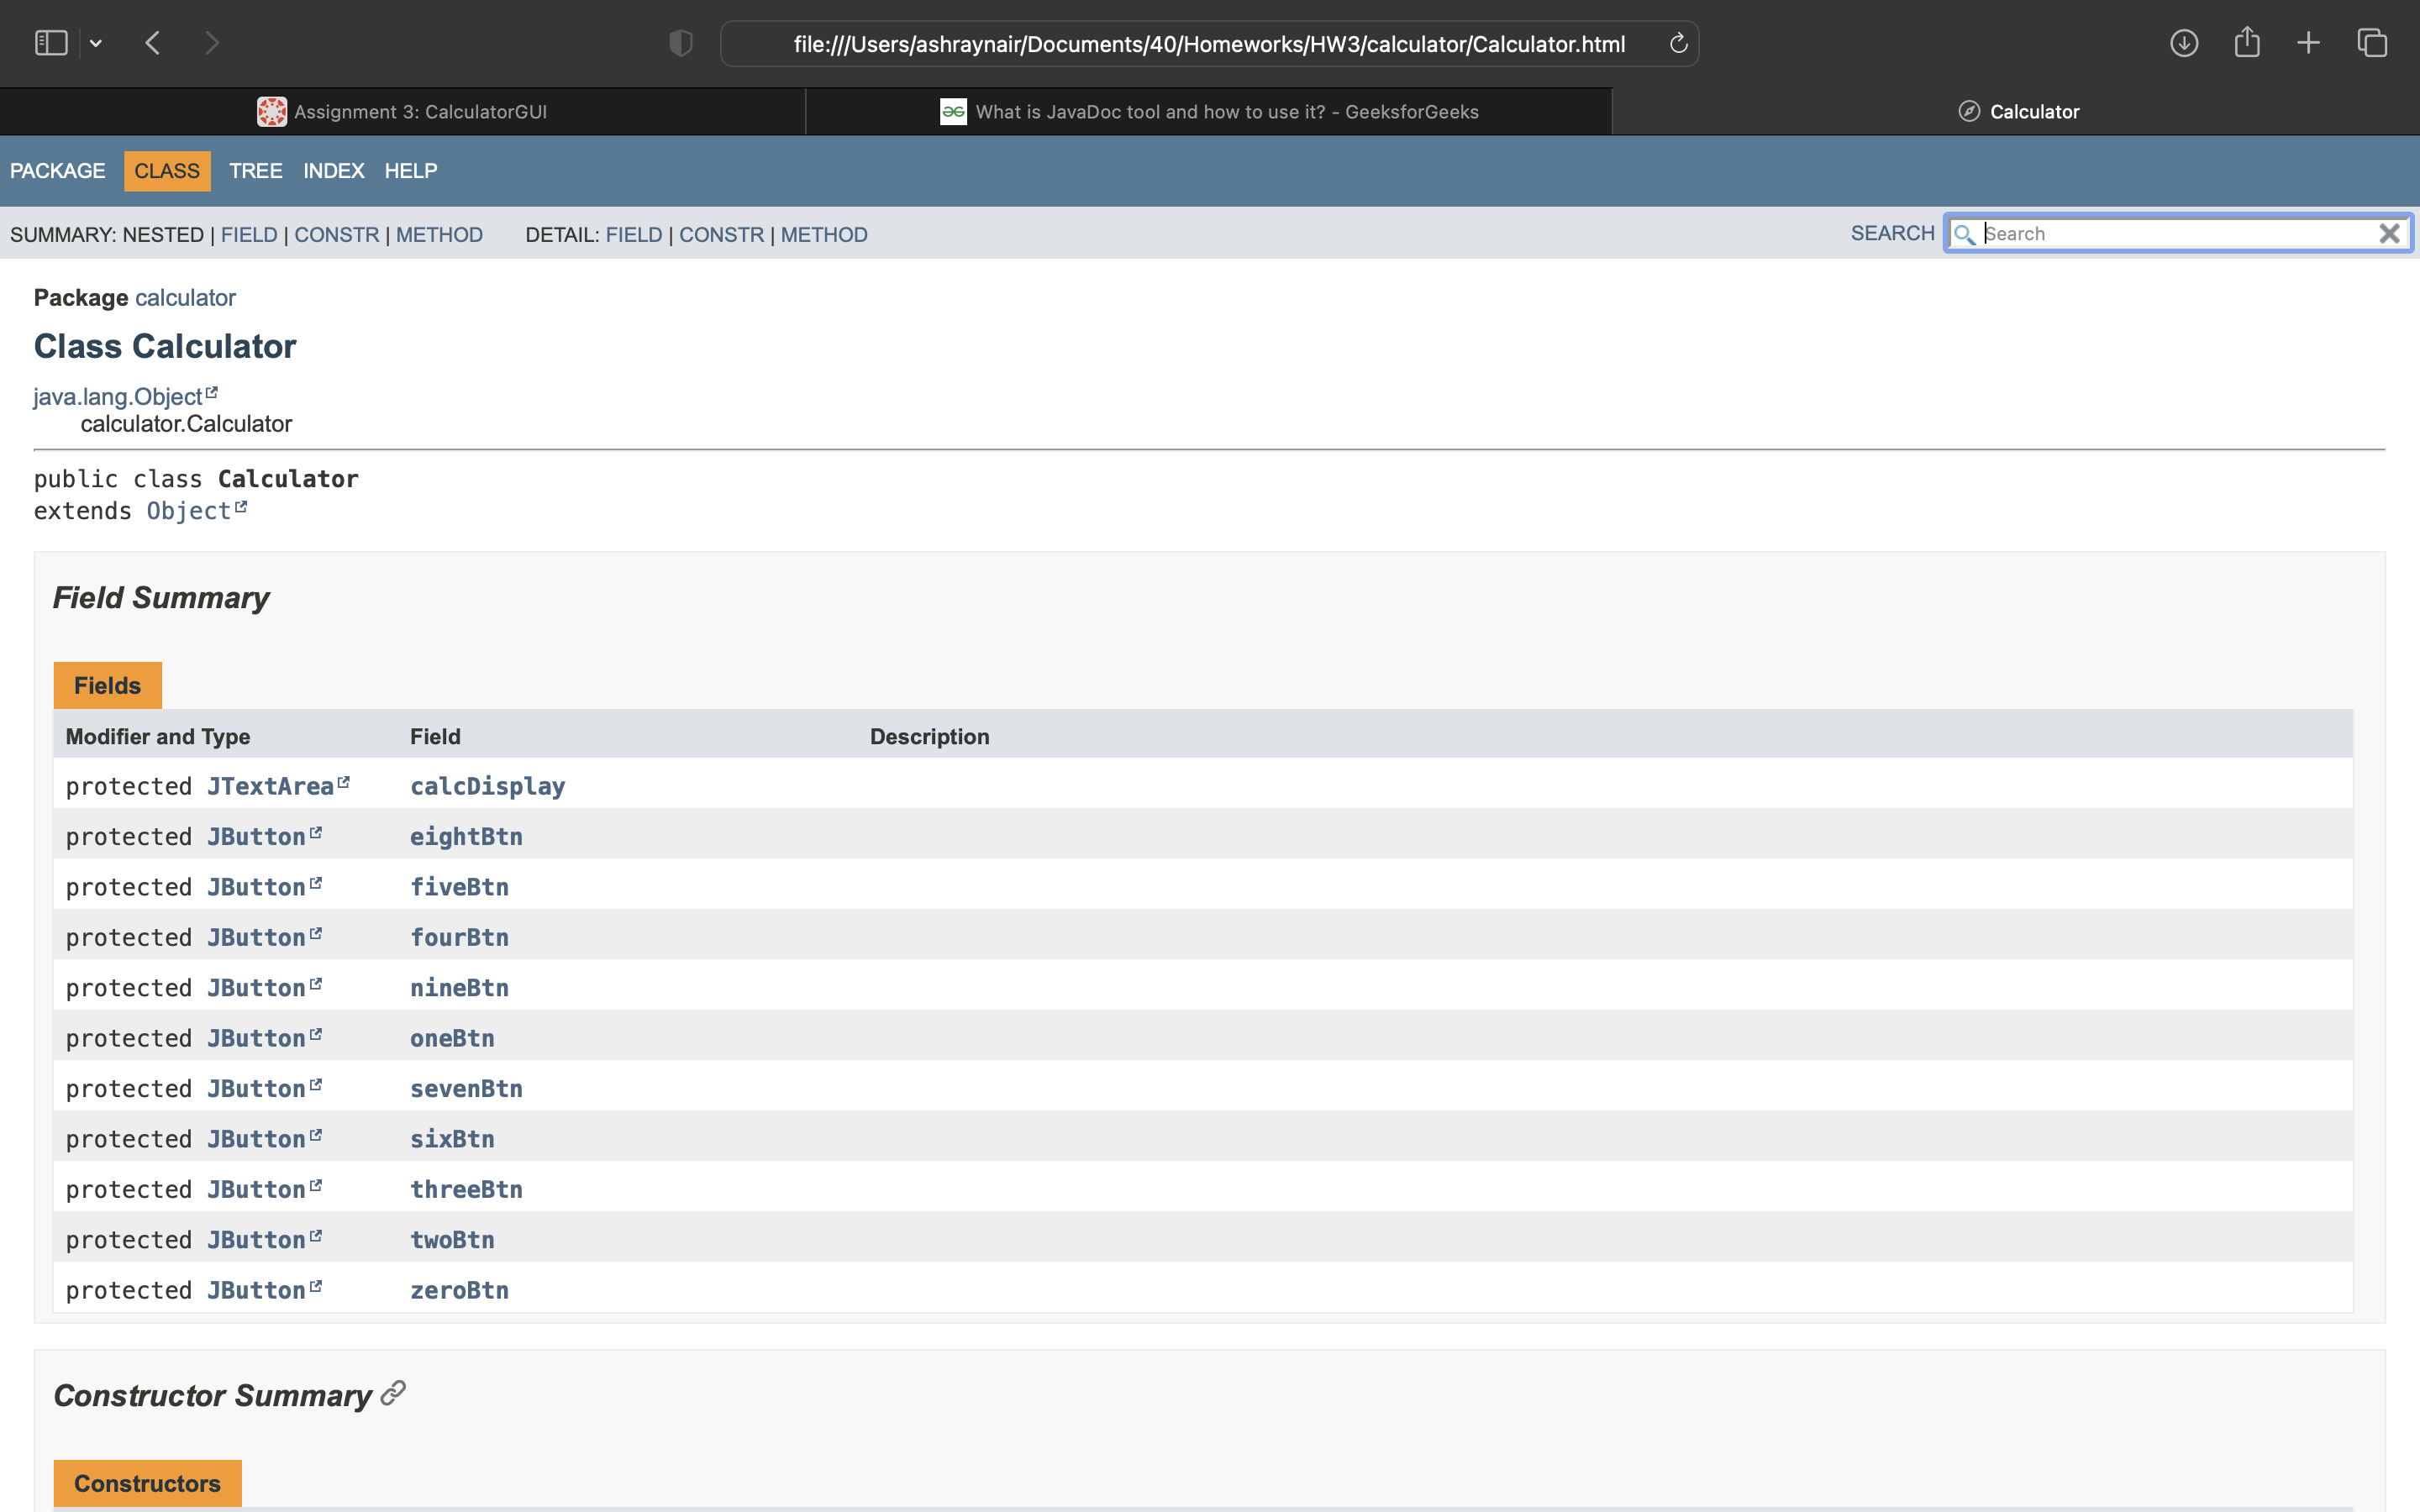 file:///Users/ashraynair/Documents/40/Homeworks/HW3/calculator/Calculator.html
Assignment 3: CalculatorGUI
What is JavaDoc tool and how to use it? - GeeksforGeeks
Calculator
PACKAGE CLASS TREE INDEX HELP
SUMMARY: NESTED | FIELD | CONSTR | METHOD DETAIL: FIELD | CONSTR | METHOD SEARCH Search
Package calculator
Class Calculator
java.lang.Object
calculator.Calculator
public class Calculator
extends Object
Field Summary
Fields
Modifier and Type Field Description
protected JTextArea calcDisplay
protected JButton eightBtn
protected JButton fiveBtn
protected JButton fourBtn
protected JButton nineBtn
protected JButton oneBtn
protected JButton sevenBtn
protected JButton sixBtn
protected JButton threeBtn
protected JButton twoBtn
protected JButton zeroBtn
Constructor Summary
Constructors